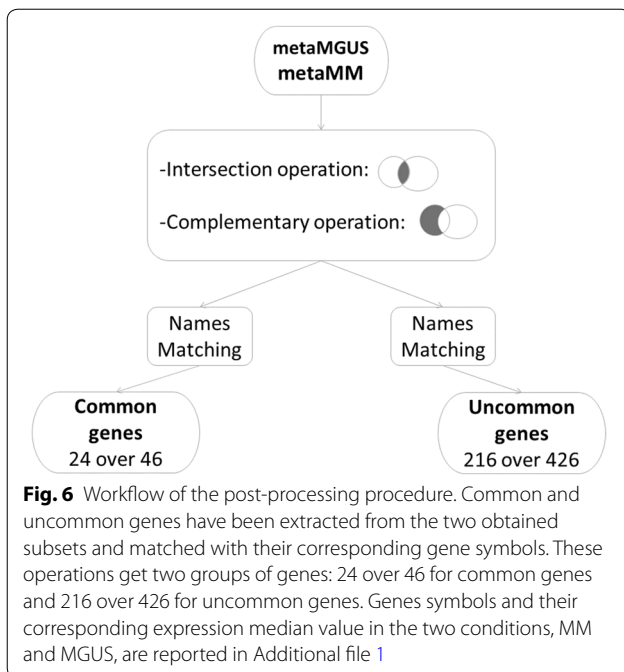 metaMGUS
metaMM
-Intersection operation:
-Complementary operation:
Names
Matching
Names
Matching
Common
genes
24 over 46
Uncommon
genes
216 over 426
Fig. 6 Workflow of the post-processing procedure. Common and
uncommon genes have been extracted from the two obtained
subsets and matched with their corresponding gene symbols. These
operations get two groups of genes: 24 over 46 for common genes
and 216 over 426 for uncommon genes. Genes symbols and their
corresponding expression median value in the two conditions, MM
and MGUS, are reported in Additional file 1